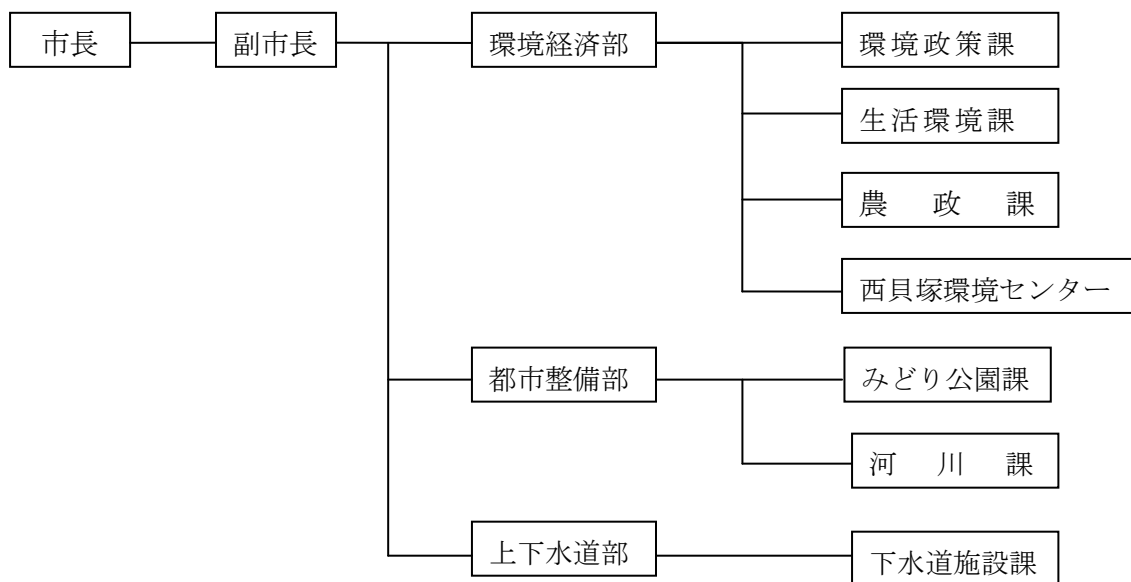 市長
副市長
環境経済部
環境政策課
生活環境課
農政課
西貝塚環境センター
都市整備部
みどり公園課
河川課
上下水道部
下水道施設課